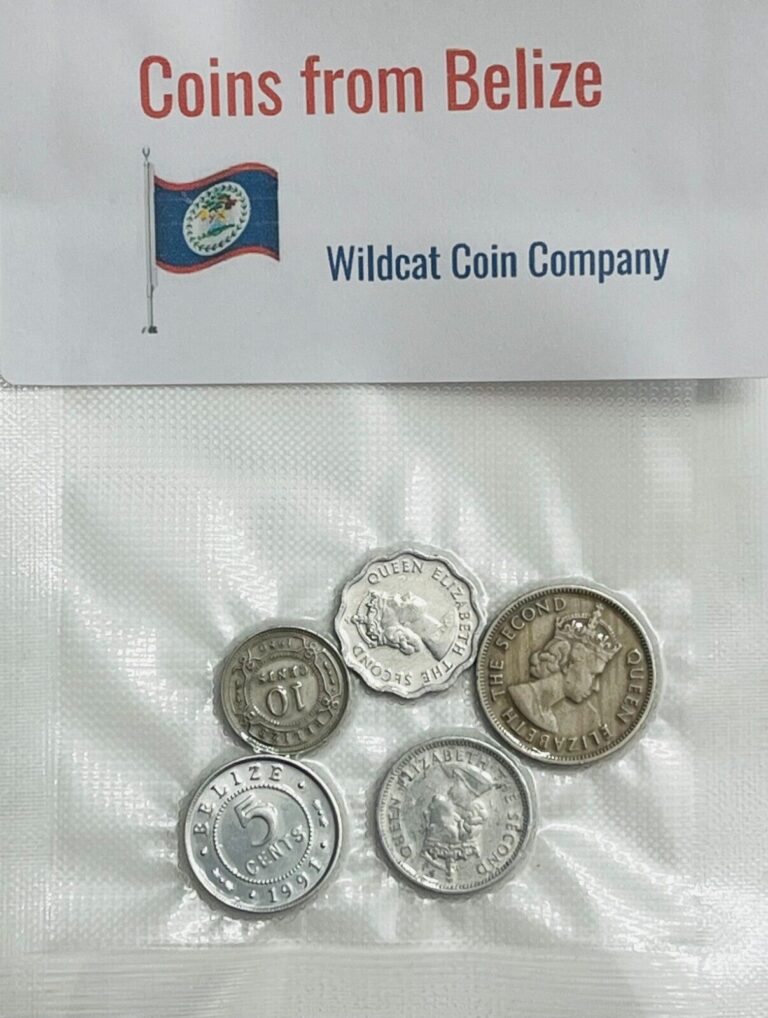 Coins from Belize
Wildcat Coin Company
QUEEN ELIZABETH THE SECOND
QUEEN ELIZABETH THE SECOND
10
CENTS
BELIZE
BELIZE
5
CENTS
1991
QUEEN ELIZABETH THE SECOND